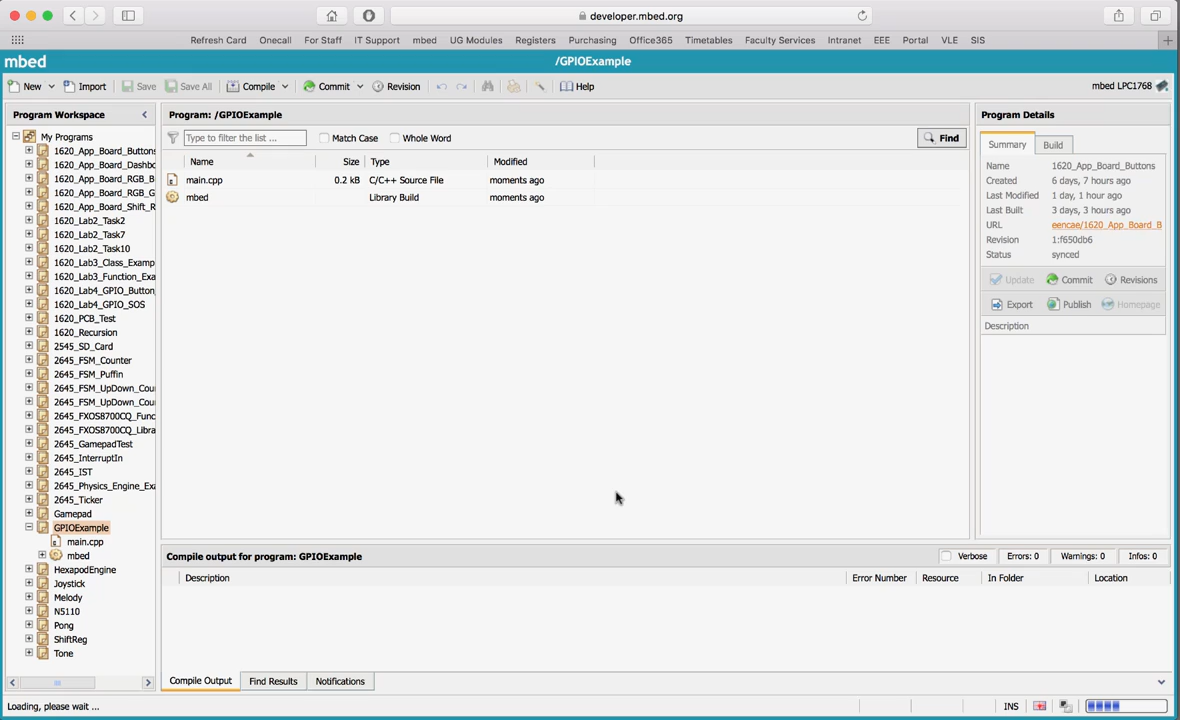 developer.mbed.org
Refresh Card Onecall For Staff IT Support mbed UG Modules Registers Purchasing Office365 Timetables Faculty Services Intranet EEE Portal VLE SIS
mbed /GPIOExample
New Import Save Save All Compile Commit Revision Help mbed LPC1768
Program Workspace
My Programs
1620_App_Board_Buttons
1620_App_Board_Dashbo
1620_App_Board_RGB_B
1620_App_Board_RGB_G
1620_App_Board_Shift_R
1620_Lab2_Task2
1620_Lab2_Task7
1620_Lab2_Task10
1620_Lab3_Class_Examp
1620_Lab3_Function_Exa
1620_Lab4_GPIO_Button
1620_Lab4_GPIO_SOS
1620_PCB_Test
1620_Recursion
2545_SD_Card
2645_FSM_Counter
2645_FSM_Puffin
2645_FSM_UpDown_Cou
2645_FSM_UpDown_Cou
2645_FXOS8700CQ_Func
2645_FXOS8700CQ_Libra
2645_GamepadTest
2645_InterruptIn
2645_IST
2645_Physics_Engine_Exa
2645_Ticker
Gamepad
GPIOExample
main.cpp
mbed
HexapodEngine
Joystick
Melody
N5110
Pong
ShiftReg
Tone
Program: /GPIOExample
Type to filter the list ... Match Case Whole Word Find
Name Size Type Modified
main.cpp 0.2 kB C/C++ Source File moments ago
mbed Library Build moments ago
Program Details
Summary Build
Name 1620_App_Board_Buttons
Created 6 days, 7 hours ago
Last Modified 1 day, 1 hour ago
Last Built 3 days, 3 hours ago
URL eencae/1620_App_Board_B
Revision 1:f650db6
Status synced
Update Commit Revisions
Export Publish Homepage
Description
Compile output for program: GPIOExample Verbose Errors: 0 Warnings: 0 Infos: 0
Description Error Number Resource In Folder Location
Compile Output Find Results Notifications
Loading, please wait ... INS